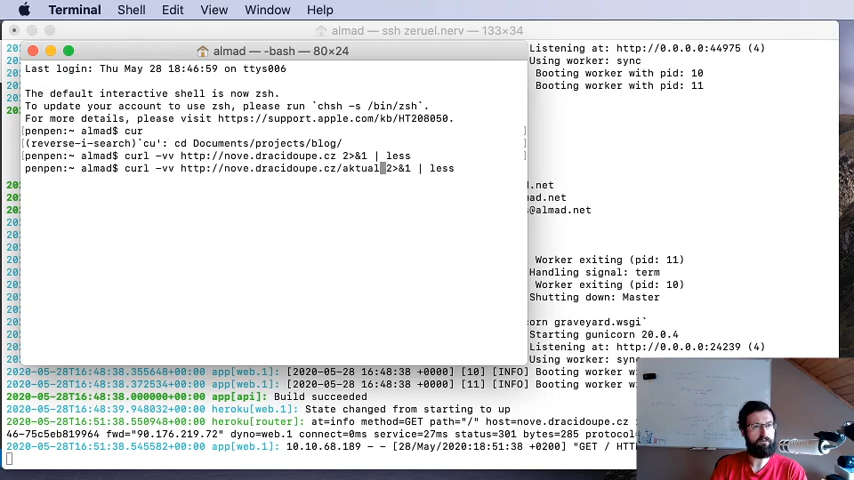 Terminal Shell Edit View Window Help
almad — ssh zeruel.nerv — 133×34
almad — -bash — 80×24
Last login: Thu May 28 18:46:59 on ttys006
The default interactive shell is now zsh.
To update your account to use zsh, please run `chsh -s /bin/zsh`.
For more details, please visit https://support.apple.com/kb/HT208050.
[penpen:~ almad$ cur ]
[(reverse-i-search)`cu': cd Documents/projects/blog/ ]
[penpen:~ almad$ curl -vv http://nove.dracidoupe.cz 2>&1 | less ]
penpen:~ almad$ curl -vv http://nove.dracidoupe.cz/aktual 2>&1 | less
Listening at: http://0.0.0.0:44975 (4)
Using worker: sync
Booting worker with pid: 10
Booting worker with pid: 11
d.net
mad.net
s@almad.net
Worker exiting (pid: 11)
Handling signal: term
Worker exiting (pid: 10)
Shutting down: Master
orn graveyard.wsgi`
Starting gunicorn 20.0.4
Listening at: http://0.0.0.0:24239 (4)
Using worker: sync
2020-05-28T16:48:38.355648+00:00 app[web.1]: [2020-05-28 16:48:38 +0000] [10] [INFO] Booting worker
2020-05-28T16:48:38.372534+00:00 app[web.1]: [2020-05-28 16:48:38 +0000] [11] [INFO] Booting worker
2020-05-28T16:48:38.000000+00:00 app[api]: Build succeeded
2020-05-28T16:48:39.948032+00:00 heroku[web.1]: State changed from starting to up
2020-05-28T16:51:38.550948+00:00 heroku[router]: at=info method=GET path="/" host=nove.dracidoupe.cz
46-75c5eb819964 fwd="90.176.219.72" dyno=web.1 connect=0ms service=27ms status=301 bytes=285 protocol=
2020-05-28T16:51:38.545582+00:00 app[web.1]: 10.10.68.189 - - [28/May/2020:18:51:38 +0200] "GET / HTT